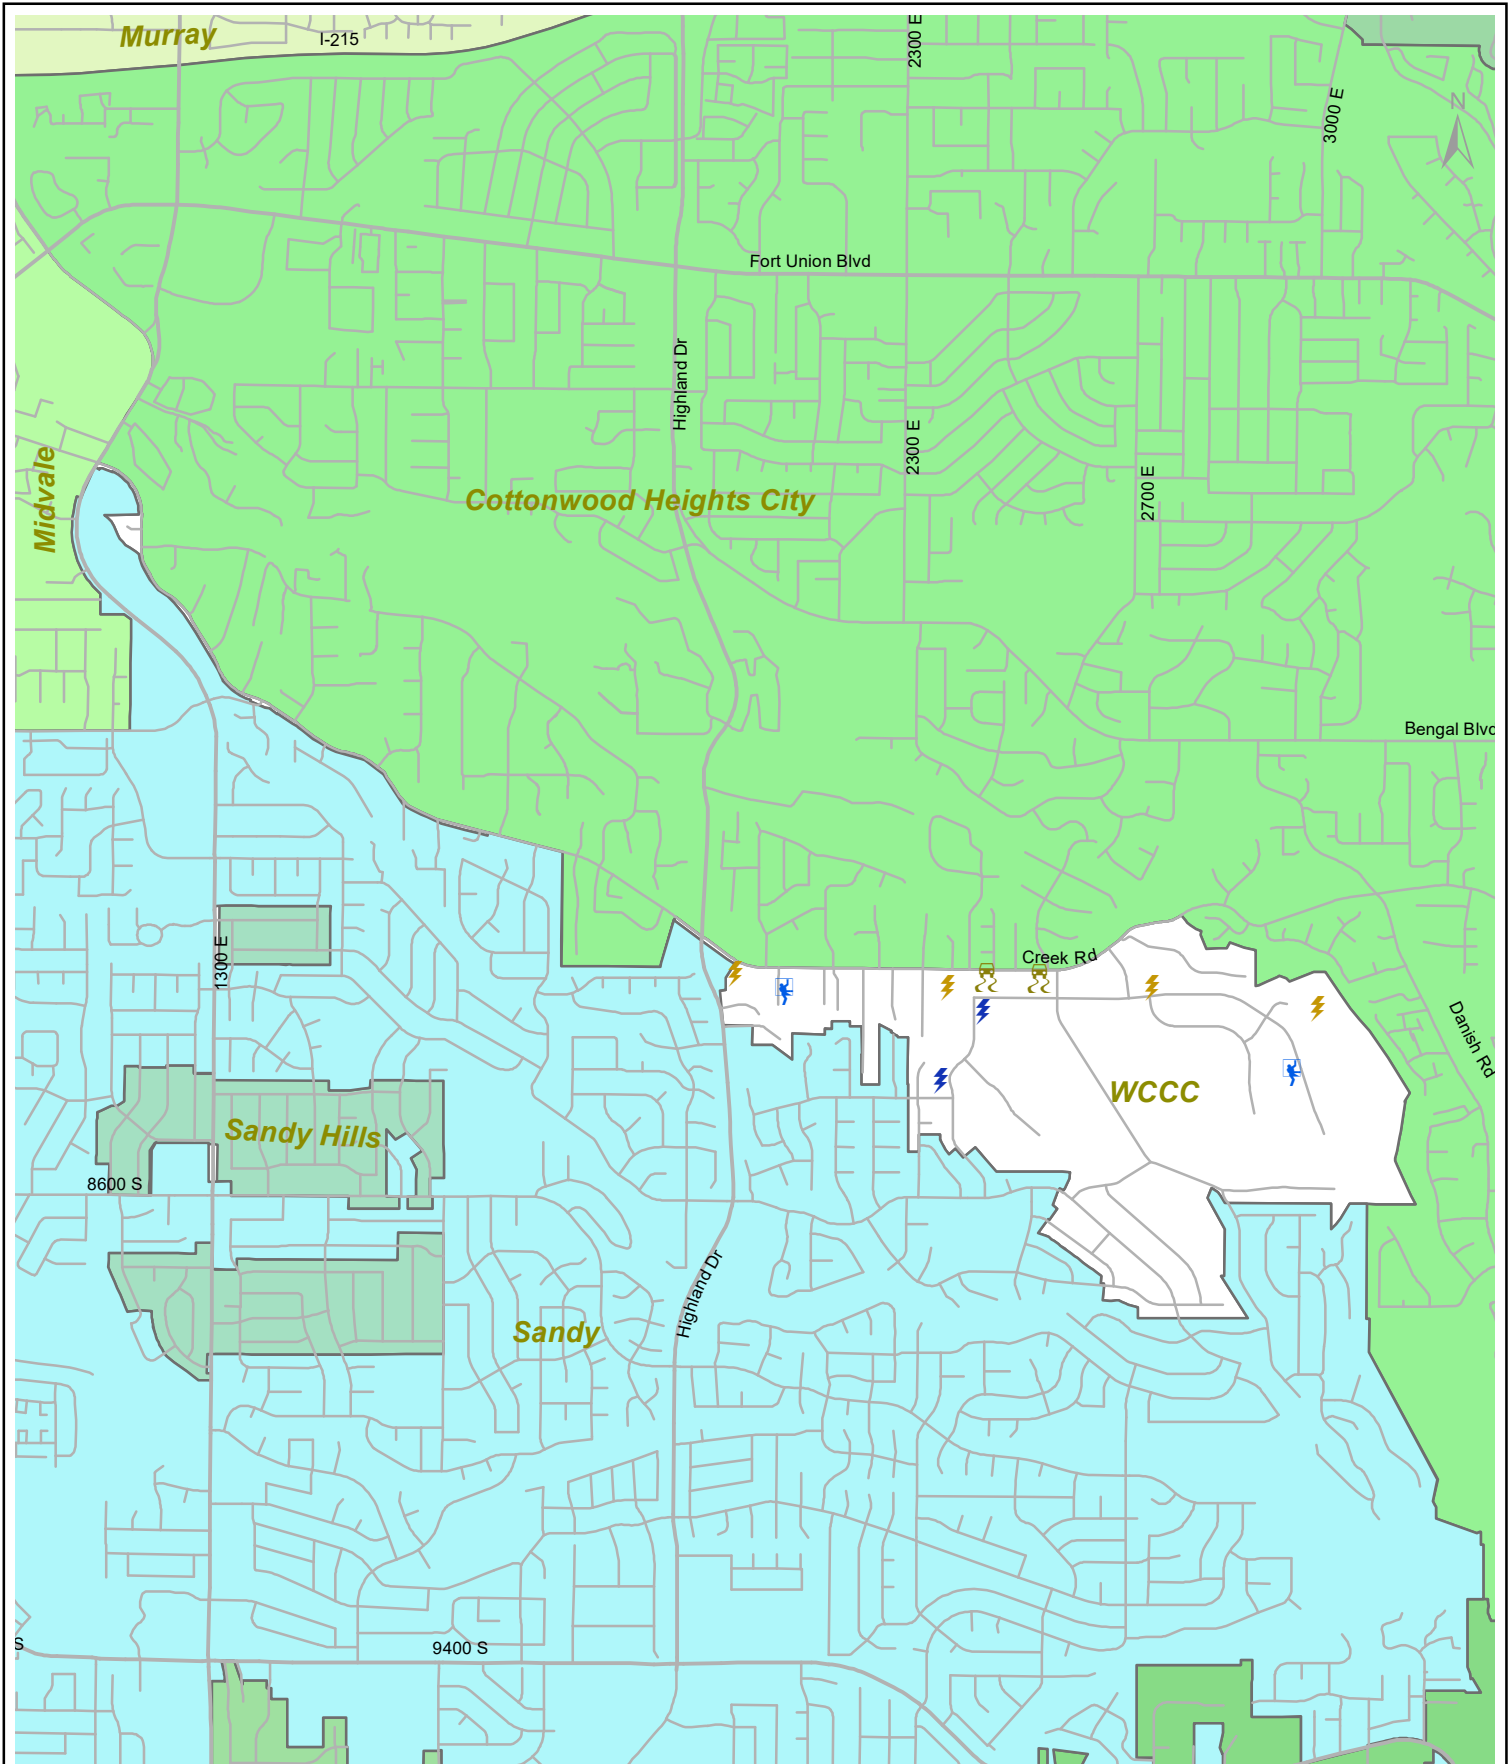 Murray
I-215
2300 E
3000 E
N
Fort Union Blvd
Highland Dr
2300 E
2700 E
Midvale
Cottonwood Heights City
Bengal Blvd
1300 E
Creek Rd
Danish Rd
WCCC
Sandy Hills
8600 S
Highland Dr
Sandy
S
9400 S